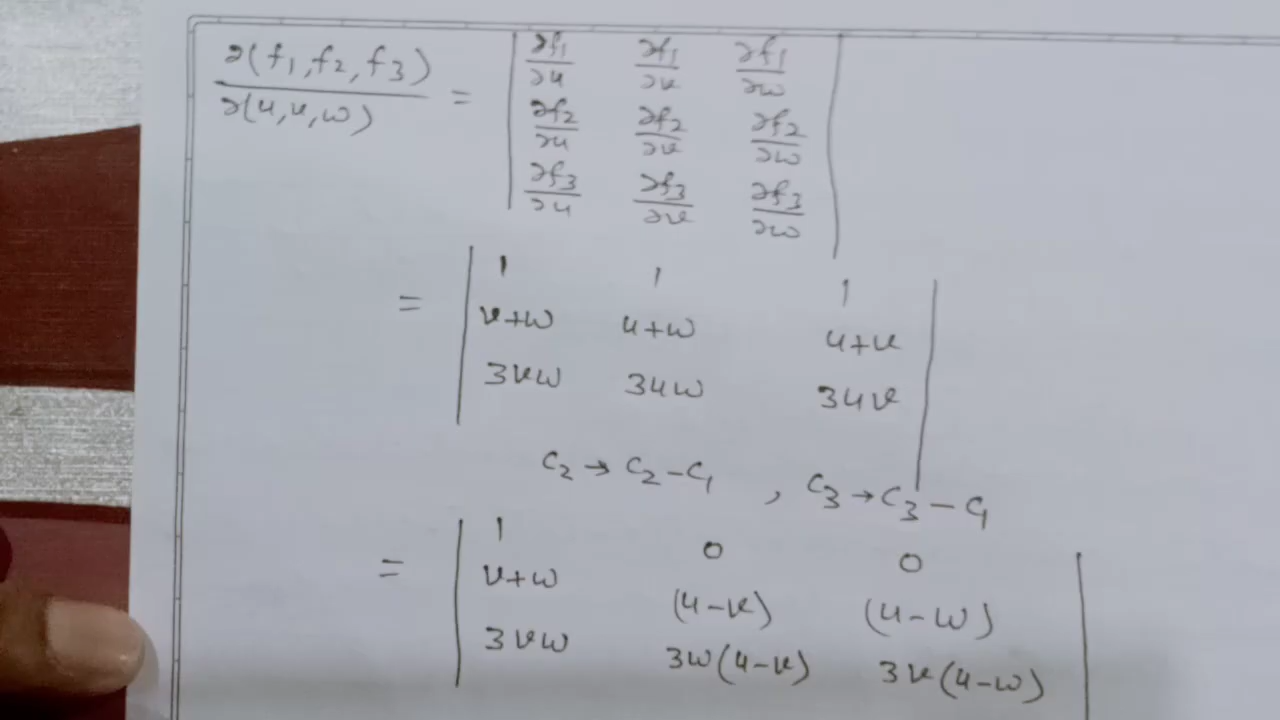 ∂(f1,f2,f3) / ∂(u,v,w) = | ∂f1/∂u ∂f1/∂v ∂f1/∂w |
| ∂f2/∂u ∂f2/∂v ∂f2/∂w |
| ∂f3/∂u ∂f3/∂v ∂f3/∂w |
= | 1 1 1 |
| v+w u+w u+v |
| 3vw 3uw 3uv |
C2 → C2 - C1 , C3 → C3 - C1
= | 1 0 0 |
| v+w (u-v) (u-w) |
| 3vw 3w(u-v) 3v(u-w) |